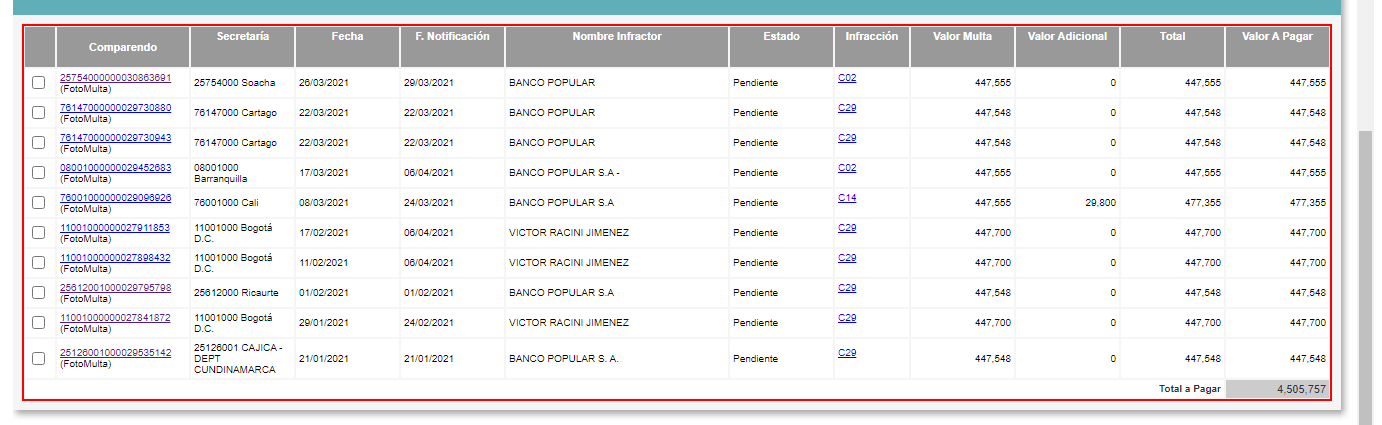 Comparendo Secretaría Fecha F. Notificación Nombre Infractor Estado Infracción Valor Multa Valor Adicional Total Valor A Pagar
25754000000030863691 (FotoMulta) 25754000 Soacha 26/03/2021 29/03/2021 BANCO POPULAR Pendiente C02 447,555 0 447,555 447,555
76147000000029730880 (FotoMulta) 76147000 Cartago 22/03/2021 22/03/2021 BANCO POPULAR Pendiente C29 447,548 0 447,548 447,548
76147000000029730943 (FotoMulta) 76147000 Cartago 22/03/2021 22/03/2021 BANCO POPULAR Pendiente C29 447,548 0 447,548 447,548
08001000000029452683 (FotoMulta) 08001000 Barranquilla 17/03/2021 06/04/2021 BANCO POPULAR S.A - Pendiente C02 447,555 0 447,555 447,555
76001000000029096926 (FotoMulta) 76001000 Cali 08/03/2021 24/03/2021 BANCO POPULAR S.A Pendiente C14 447,555 29,800 477,355 477,355
11001000000027911853 (FotoMulta) 11001000 Bogotá D.C. 17/02/2021 06/04/2021 VICTOR RACINI JIMENEZ Pendiente C29 447,700 0 447,700 447,700
11001000000027898432 (FotoMulta) 11001000 Bogotá D.C. 11/02/2021 06/04/2021 VICTOR RACINI JIMENEZ Pendiente C29 447,700 0 447,700 447,700
25612001000029795798 (FotoMulta) 25612000 Ricaurte 01/02/2021 01/02/2021 BANCO POPULAR S.A Pendiente C29 447,548 0 447,548 447,548
11001000000027841872 (FotoMulta) 11001000 Bogotá D.C. 29/01/2021 24/02/2021 VICTOR RACINI JIMENEZ Pendiente C29 447,700 0 447,700 447,700
25126001000029535142 (FotoMulta) 25126001 CAJICA - DEPT CUNDINAMARCA 21/01/2021 21/01/2021 BANCO POPULAR S. A. Pendiente C29 447,548 0 447,548 447,548
Total a Pagar 4,505,757